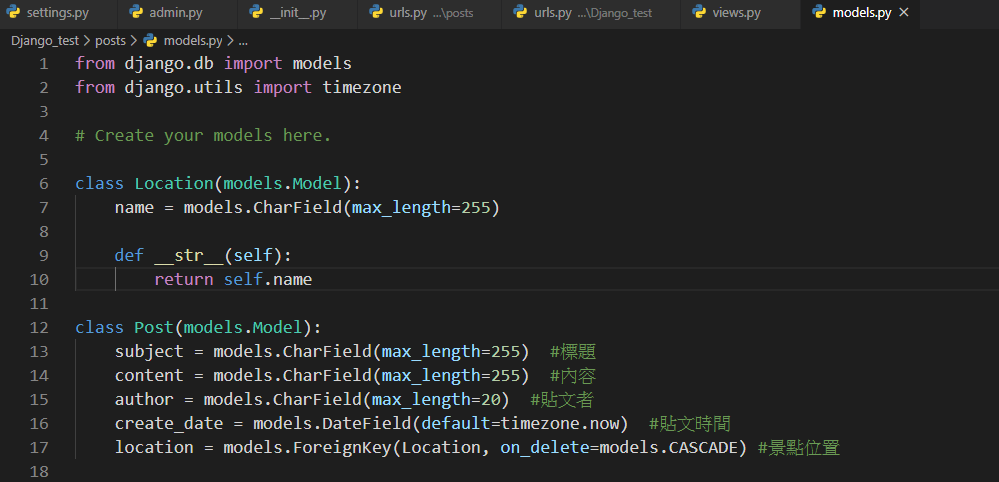 settings.py admin.py __init__.py urls.py ...\posts urls.py ...\Django_test views.py models.py ×
Django_test > posts > models.py > ...
1 from django.db import models
2 from django.utils import timezone
3
4 # Create your models here.
5
6 class Location(models.Model):
7     name = models.CharField(max_length=255)
8
9     def __str__(self):
10         return self.name
11
12 class Post(models.Model):
13     subject = models.CharField(max_length=255)  #標題
14     content = models.CharField(max_length=255)  #內容
15     author = models.CharField(max_length=20)  #貼文者
16     create_date = models.DateField(default=timezone.now)  #貼文時間
17     location = models.ForeignKey(Location, on_delete=models.CASCADE) #景點位置
18